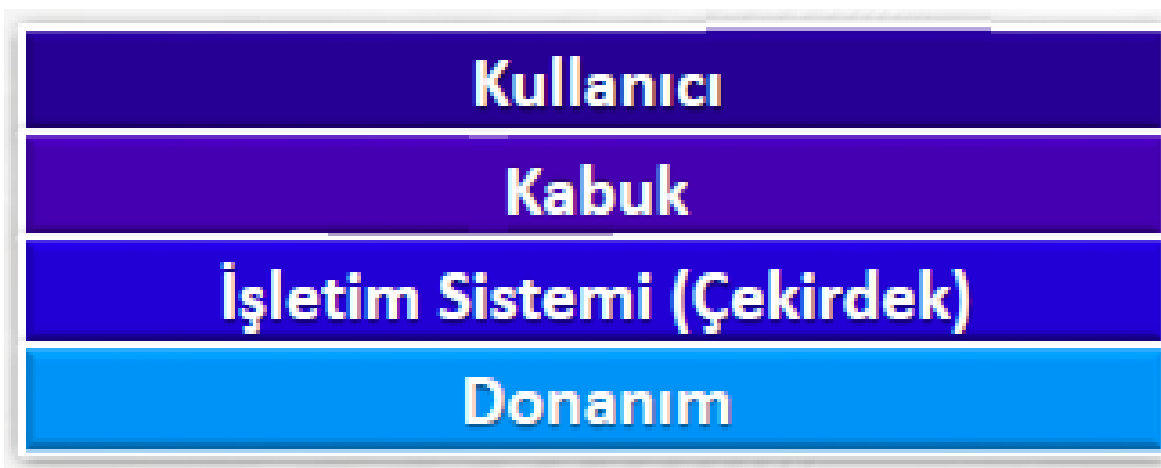 Kullanıcı
Kabuk
İşletim Sistemi (Çekirdek)
Donanım